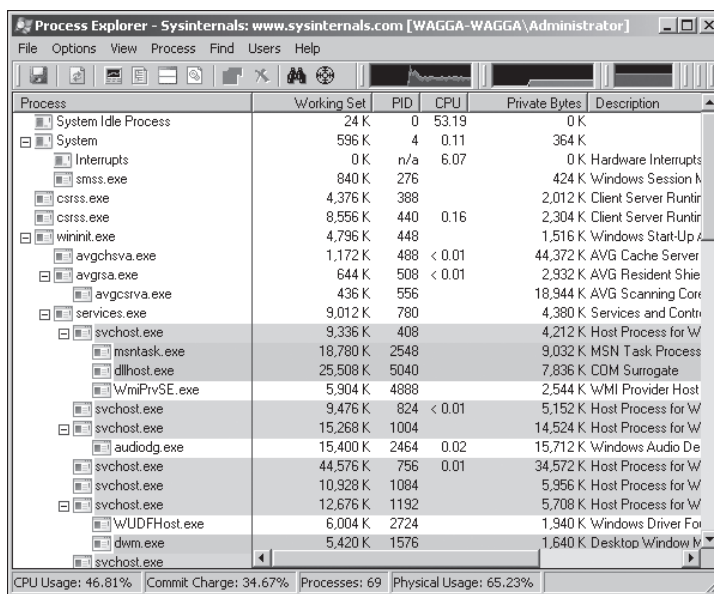 Process Explorer - Sysinternals: www.sysinternals.com [WAGGA-WAGGA\Administrator]
File Options View Process Find Users Help
Process Working Set PID CPU Private Bytes Description
System Idle Process 24 K 0 53.19 0 K
System 596 K 4 0.11 364 K
Interrupts 0 K n/a 6.07 0 K Hardware Interrupts
smss.exe 840 K 276 424 K Windows Session
csrss.exe 4,376 K 388 2,012 K Client Server Runtim
csrss.exe 8,556 K 440 0.16 2,304 K Client Server Runtim
wininit.exe 4,796 K 448 1,516 K Windows Start-Up
avgchsva.exe 1,172 K 488 < 0.01 44,372 K AVG Cache Server
avgrsa.exe 644 K 508 < 0.01 2,932 K AVG Resident Shie
avgcsrva.exe 436 K 556 18,944 K AVG Scanning Core
services.exe 9,012 K 780 4,380 K Services and Contr
svchost.exe 9,336 K 408 4,212 K Host Process for W
msntask.exe 18,780 K 2548 9,032 K MSN Task Process
dllhost.exe 25,508 K 5040 7,836 K COM Surrogate
WmiPrvSE.exe 5,904 K 4888 2,544 K WMI Provider Host
svchost.exe 9,476 K 824 < 0.01 5,152 K Host Process for W
svchost.exe 15,268 K 1004 14,524 K Host Process for W
audiodg.exe 15,400 K 2464 0.02 15,712 K Windows Audio De
svchost.exe 44,576 K 756 0.01 34,572 K Host Process for W
svchost.exe 10,928 K 1084 5,956 K Host Process for W
svchost.exe 12,676 K 1192 5,708 K Host Process for W
WUDFHost.exe 6,004 K 2724 1,940 K Windows Driver Fou
dwm.exe 5,420 K 1576 1,640 K Desktop Window M
svchost.exe
CPU Usage: 46.81% Commit Charge: 34.67% Processes: 69 Physical Usage: 65.23%